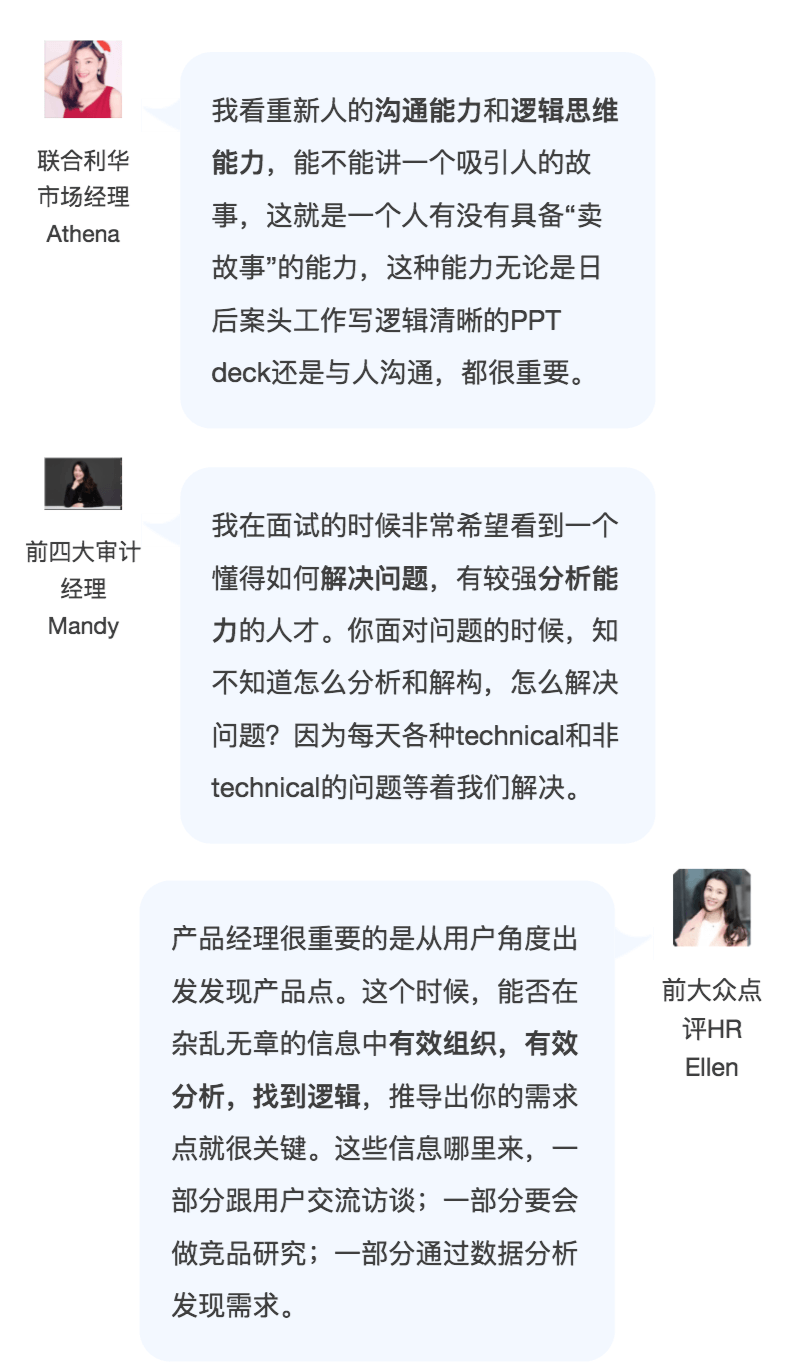 联合利华
市场经理
Athena
我看重新人的沟通能力和逻辑思维
能力，能不能讲一个吸引人的故
事，这就是一个人有没有具备“卖
故事”的能力，这种能力无论是日
后案头工作写逻辑清晰的PPT
deck还是与人沟通，都很重要。
前四大审计
经理
Mandy
我在面试的时候非常希望看到一个
懂得如何解决问题，有较强分析能
力的人才。你面对问题的时候，知
不知道怎么分析和解构，怎么解决
问题？因为每天各种technical和非
technical的问题等着我们解决。
前大众点
评HR
Ellen
产品经理很重要的是从用户角度出
发发现产品点。这个时候，能否在
杂乱无章的信息中有效组织，有效
分析，找到逻辑，推导出你的需求
点就很关键。这些信息哪里来，一
部分跟用户交流访谈；一部分要会
做竞品研究；一部分通过数据分析
发现需求。